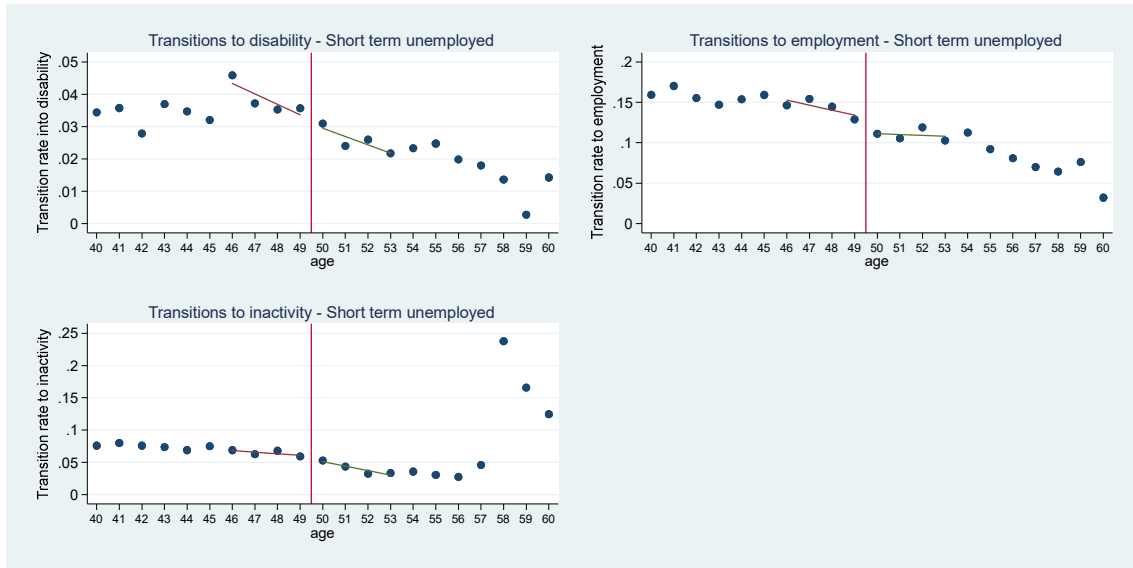 Transitions to disability - Short term unemployed
Transition rate into disability
.05
.04
.03
.02
.01
0
40 41 42 43 44 45 46 47 48 49 50 51 52 53 54 55 56 57 58 59 60
age
Transitions to employment - Short term unemployed
Transition rate to employment
.2
.15
.1
.05
0
40 41 42 43 44 45 46 47 48 49 50 51 52 53 54 55 56 57 58 59 60
age
Transitions to inactivity - Short term unemployed
Transition rate to inactivity
.25
.2
.15
.1
.05
0
40 41 42 43 44 45 46 47 48 49 50 51 52 53 54 55 56 57 58 59 60
age